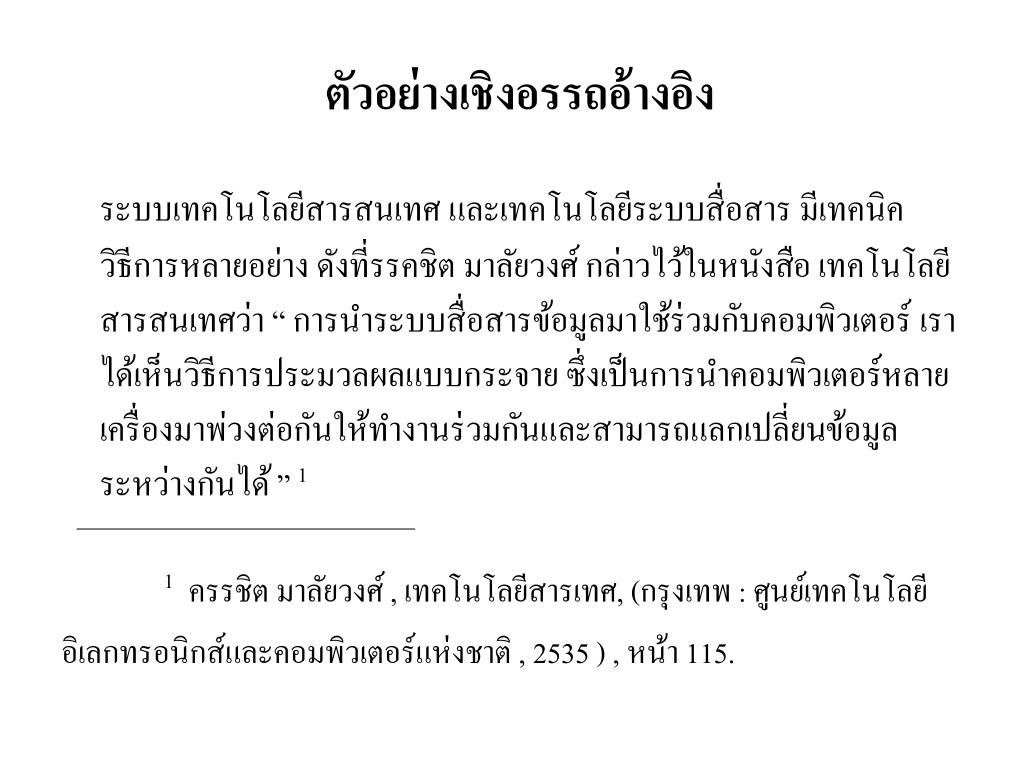 ตัวอย่างเชิงอรรถอ้างอิง
ระบบเทคโนโลยีสารสนเทศ และเทคโนโลยีระบบสื่อสาร มีเทคนิค
วิธีการหลายอย่าง ดังที่รรคชิต มาลัยวงศ์ กล่าวไว้ในหนังสือ เทคโนโลยี
สารสนเทศว่า “ การนำระบบสื่อสารข้อมูลมาใช้ร่วมกับคอมพิวเตอร์ เรา
ได้เห็นวิธีการประมวลผลแบบกระจาย ซึ่งเป็นการนำคอมพิวเตอร์หลาย
เครื่องมาพ่วงต่อกันให้ทำงานร่วมกันและสามารถแลกเปลี่ยนข้อมูล
ระหว่างกันได้ ” 1
1 ครรชิต มาลัยวงศ์ , เทคโนโลยีสารเทศ, (กรุงเทพ : ศูนย์เทคโนโลยี
อิเลกทรอนิกส์และคอมพิวเตอร์แห่งชาติ , 2535 ) , หน้า 115.